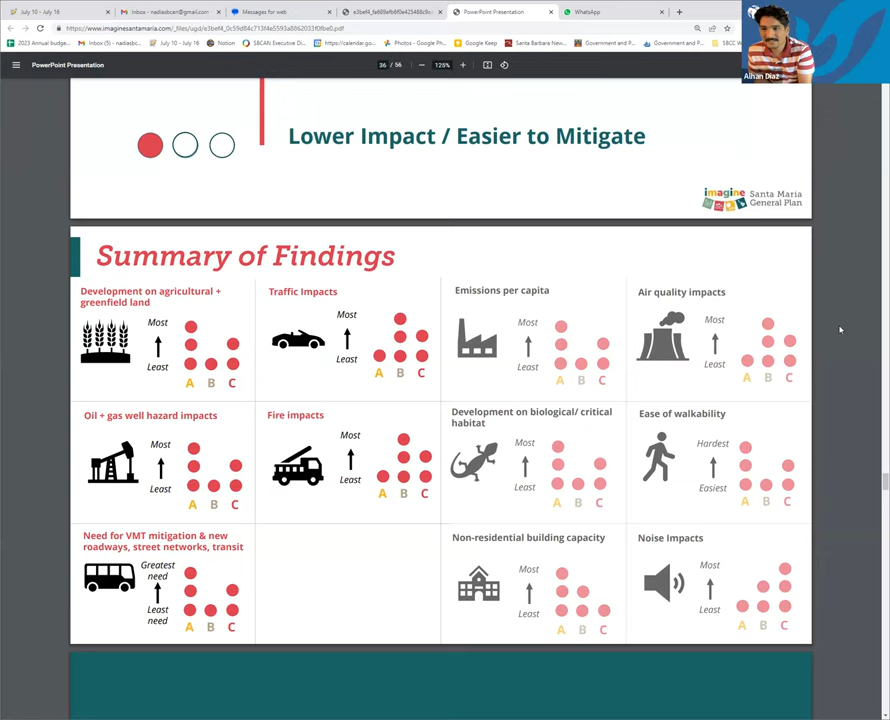 July 10 – July 16
Inbox - nadiasbcan@gmail.com
Messages for web
PowerPoint Presentation
WhatsApp
https://www.imaginesantamaria.com/_files/ugd/e3bef4_0c59d84c713f4e5593a8862033f0fbe0.pdf
2023 Annual budge...
Inbox (5) - nadiasb...
July 10 - July 16
Notion
SBCAN Executive Di...
https://calendar.go...
Photos - Google Ph...
Google Keep
Santa Barbara New...
Government and P...
Government and P...
SBCC W
PowerPoint Presentation
36 / 56
125%
Aihan Diaz
Lower Impact / Easier to Mitigate
imagine
Santa Maria
General Plan
Summary of Findings
Development on agricultural +
greenfield land
Most
Least
A B C
Traffic Impacts
Most
Least
A B C
Emissions per capita
Most
Least
A B C
Air quality impacts
Most
Least
A B C
Oil + gas well hazard impacts
Most
Least
A B C
Fire impacts
Most
Least
A B C
Development on biological/ critical
habitat
Most
Least
A B C
Ease of walkability
Hardest
Easiest
A B C
Need for VMT mitigation & new
roadways, street networks, transit
Greatest
need
Least
need
A B C
Non-residential building capacity
Most
Least
A B C
Noise Impacts
Most
Least
A B C